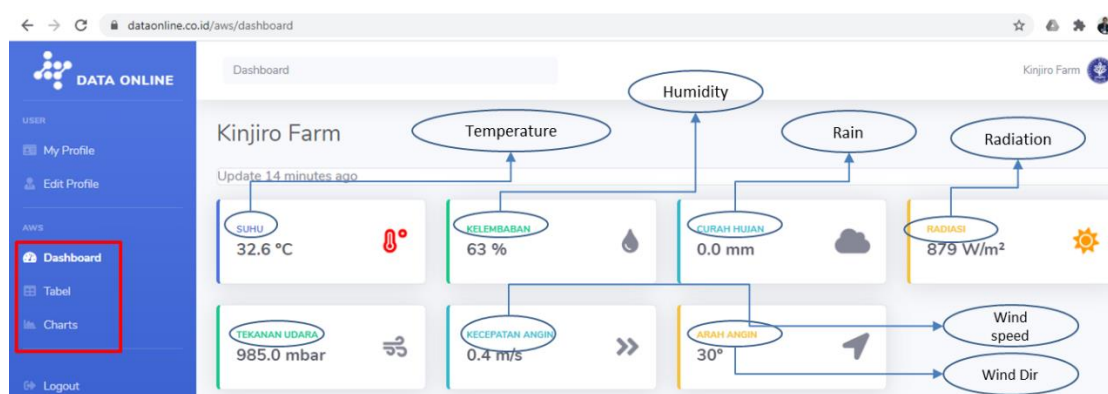 dataonline.co.id/aws/dashboard
DATA ONLINE
Dashboard
Kinjiro Farm
USER
My Profile
Edit Profile
AWS
Dashboard
Tabel
Charts
Logout
Kinjiro Farm
Update 14 minutes ago
Temperature
Humidity
Rain
Radiation
SUHU
32.6 °C
KELEMBABAN
63 %
CURAH HUJAN
0.0 mm
RADIASI
879 W/m²
TEKANAN UDARA
985.0 mbar
KECEPATAN ANGIN
0.4 m/s
ARAH ANGIN
30°
Wind
speed
Wind Dir